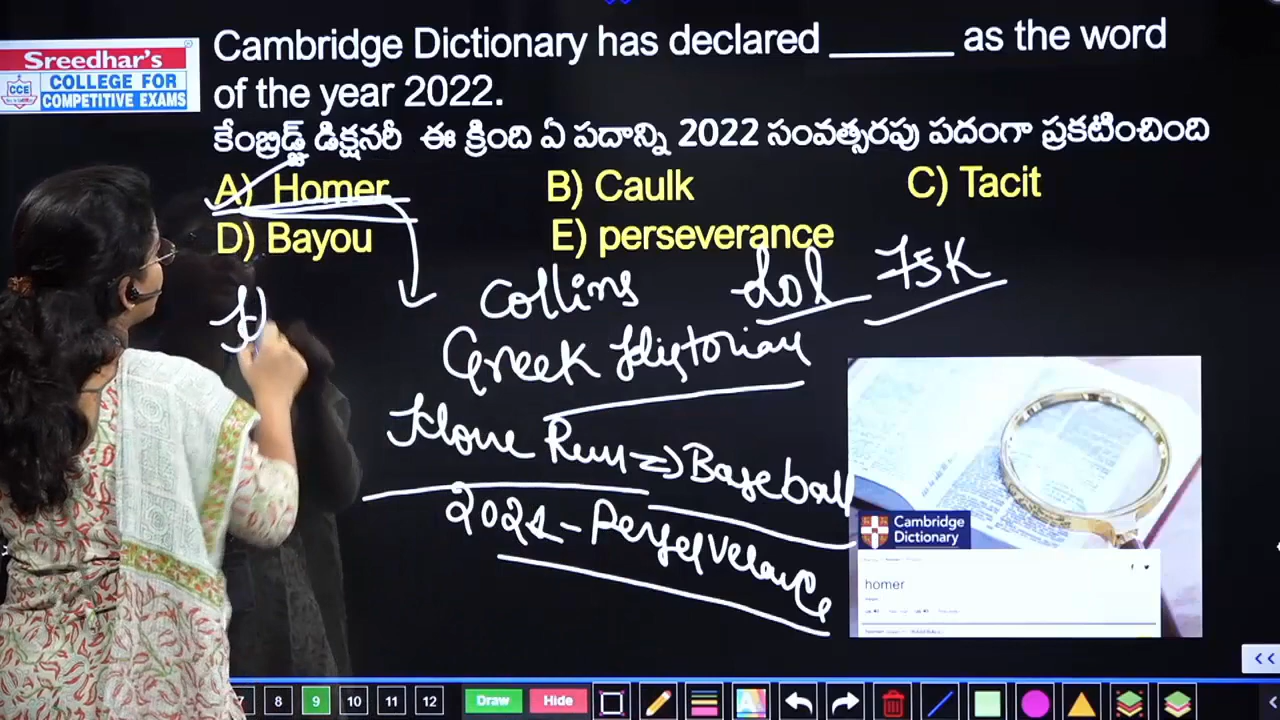 Sreedhar's
CCE
COLLEGE FOR
COMPETITIVE EXAMS
Cambridge Dictionary has declared ______ as the word
of the year 2022.
కేంబ్రిడ్జ్ డిక్షనరీ ఈ క్రింది ఏ పదాన్ని 2022 సంవత్సరపు పదంగా ప్రకటించింది
A) Homer B) Caulk C) Tacit
D) Bayou E) perseverance
Collins Lol 75K
Greek Historian
Home Run => Baseball
2021 - Perseverance
Cambridge
Dictionary
homer
7 8 9 10 11 12 Draw Hide